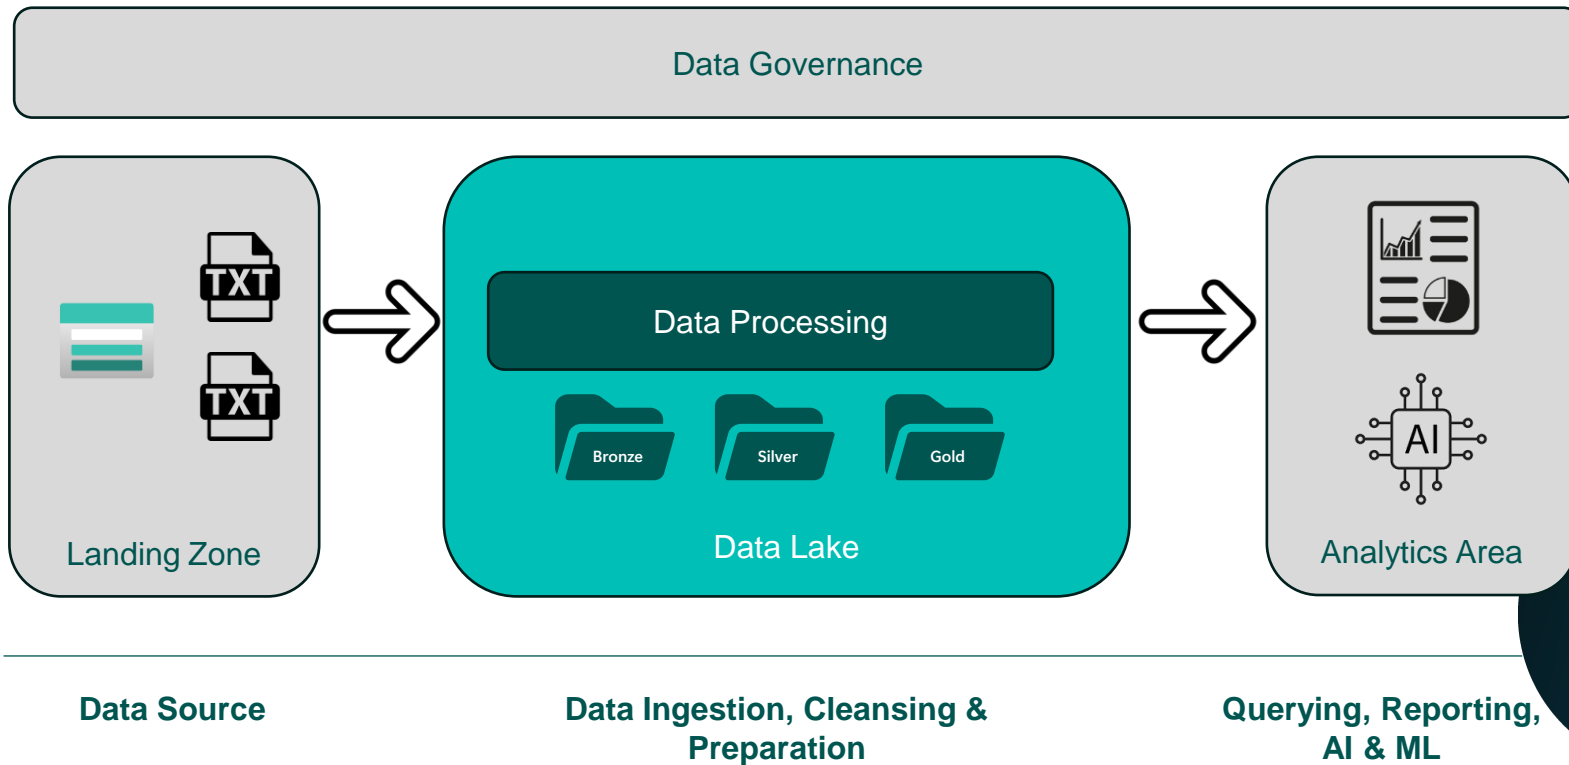 Data Governance
TXT
TXT
Landing Zone
Data Processing
Bronze
Silver
Gold
Data Lake
AI
Analytics Area
Data Source
Data Ingestion, Cleansing &
Preparation
Querying, Reporting,
AI & ML